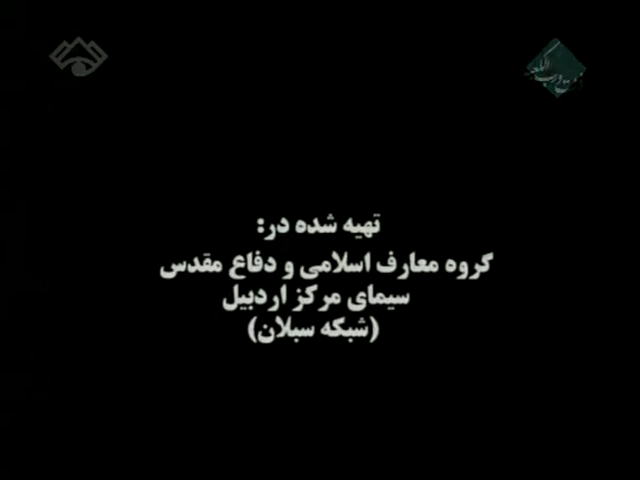 تهیه شده در:
گروه معارف اسلامی و دفاع مقدس
سیمای مرکز اردبیل
(شبکه سبلان)